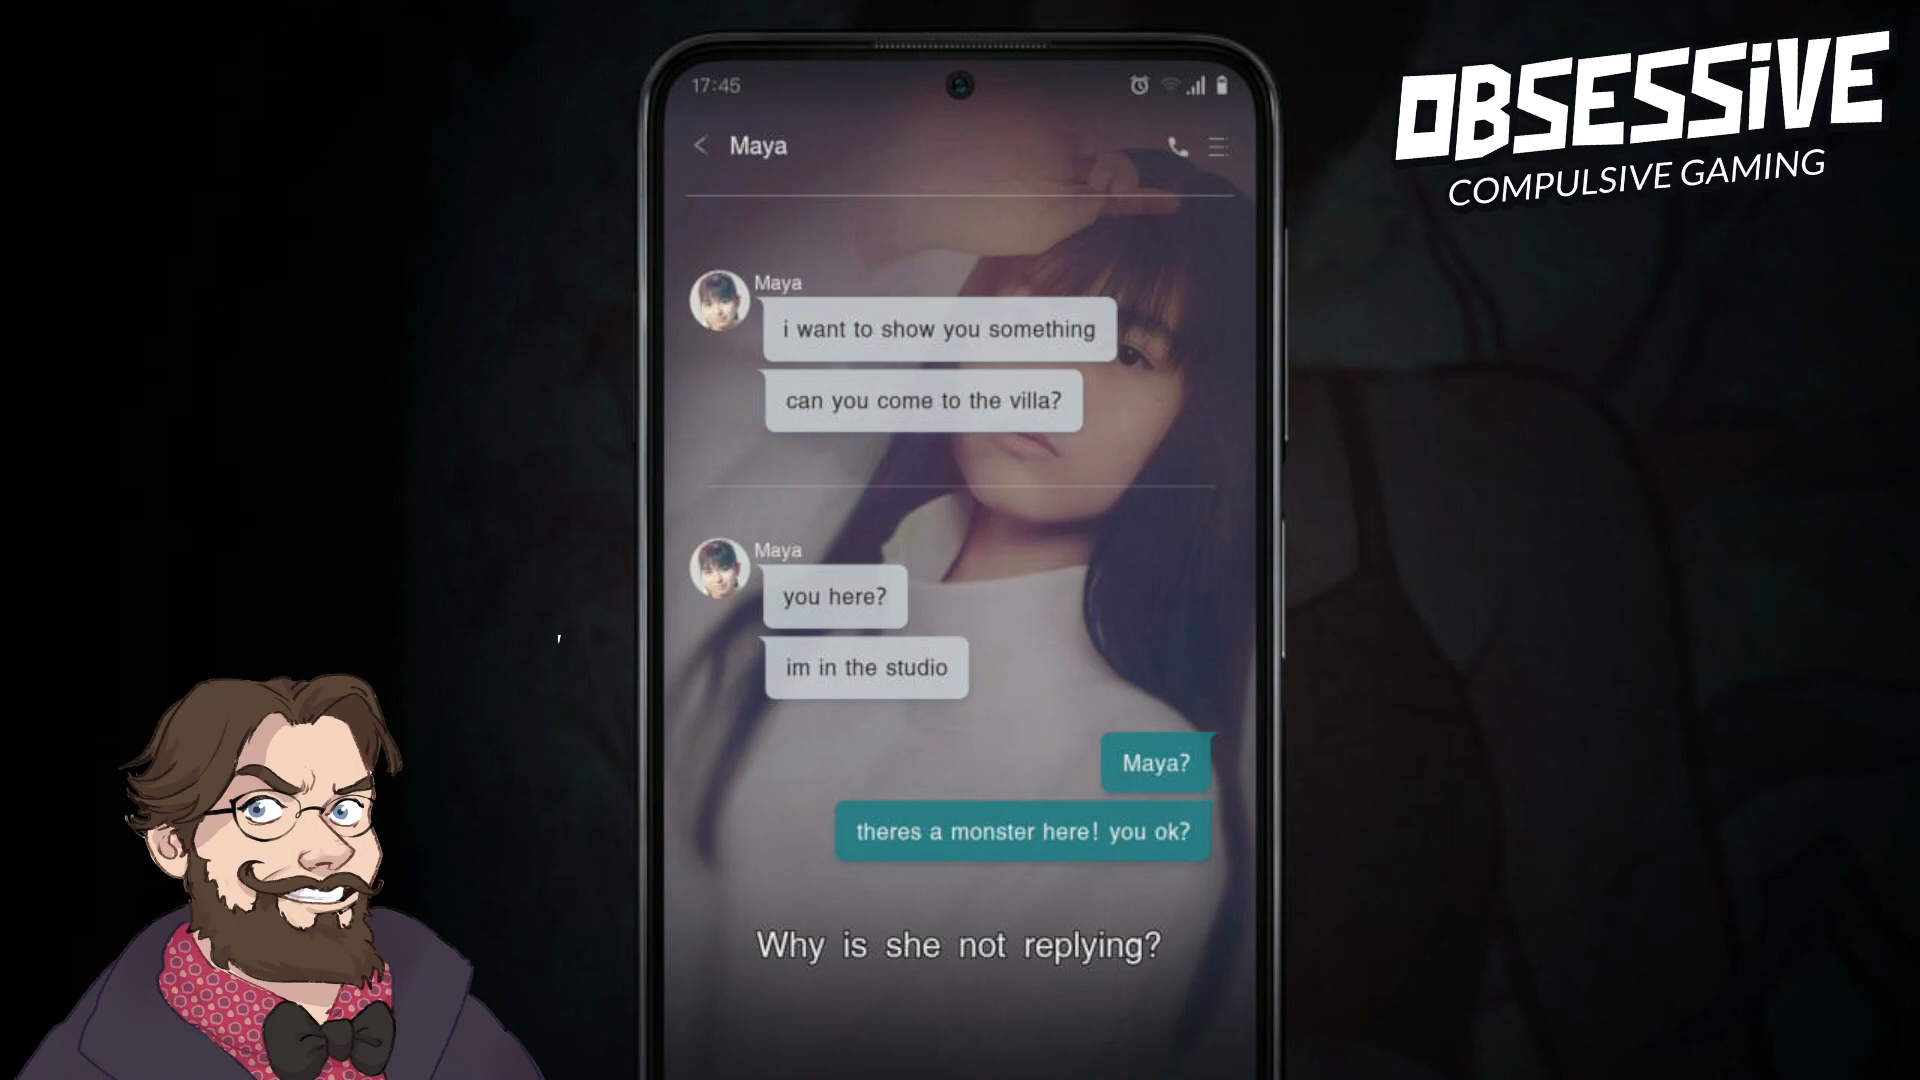 17:45
OBSESSiVE
COMPULSIVE GAMING
Maya
Maya
i want to show you something
can you come to the villa?
Maya
you here?
im in the studio
Maya?
theres a monster here! you ok?
Why is she not replying?